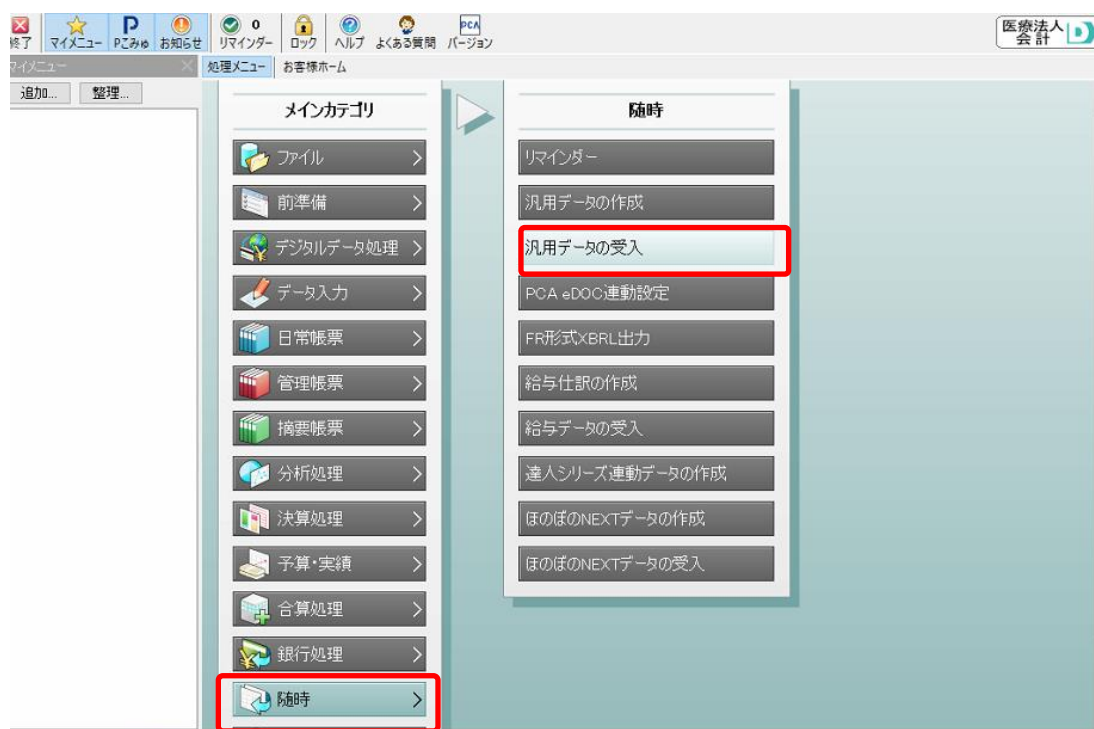 終了 マイメニュー Pこみゅ お知らせ 0 リマインダー ロック ヘルプ よくある質問 PCA バージョン
医療法人
会計 D
マイメニュー 処理メニュー お客様ホーム
追加... 整理...
メインカテゴリ
ファイル
前準備
デジタルデータ処理
データ入力
日常帳票
管理帳票
摘要帳票
分析処理
決算処理
予算・実績
合算処理
銀行処理
随時
随時
リマインダー
汎用データの作成
汎用データの受入
PCA eDOC連動設定
FR形式XBRL出力
給与仕訳の作成
給与データの受入
達人シリーズ連動データの作成
ほのぼのNEXTデータの作成
ほのぼのNEXTデータの受入